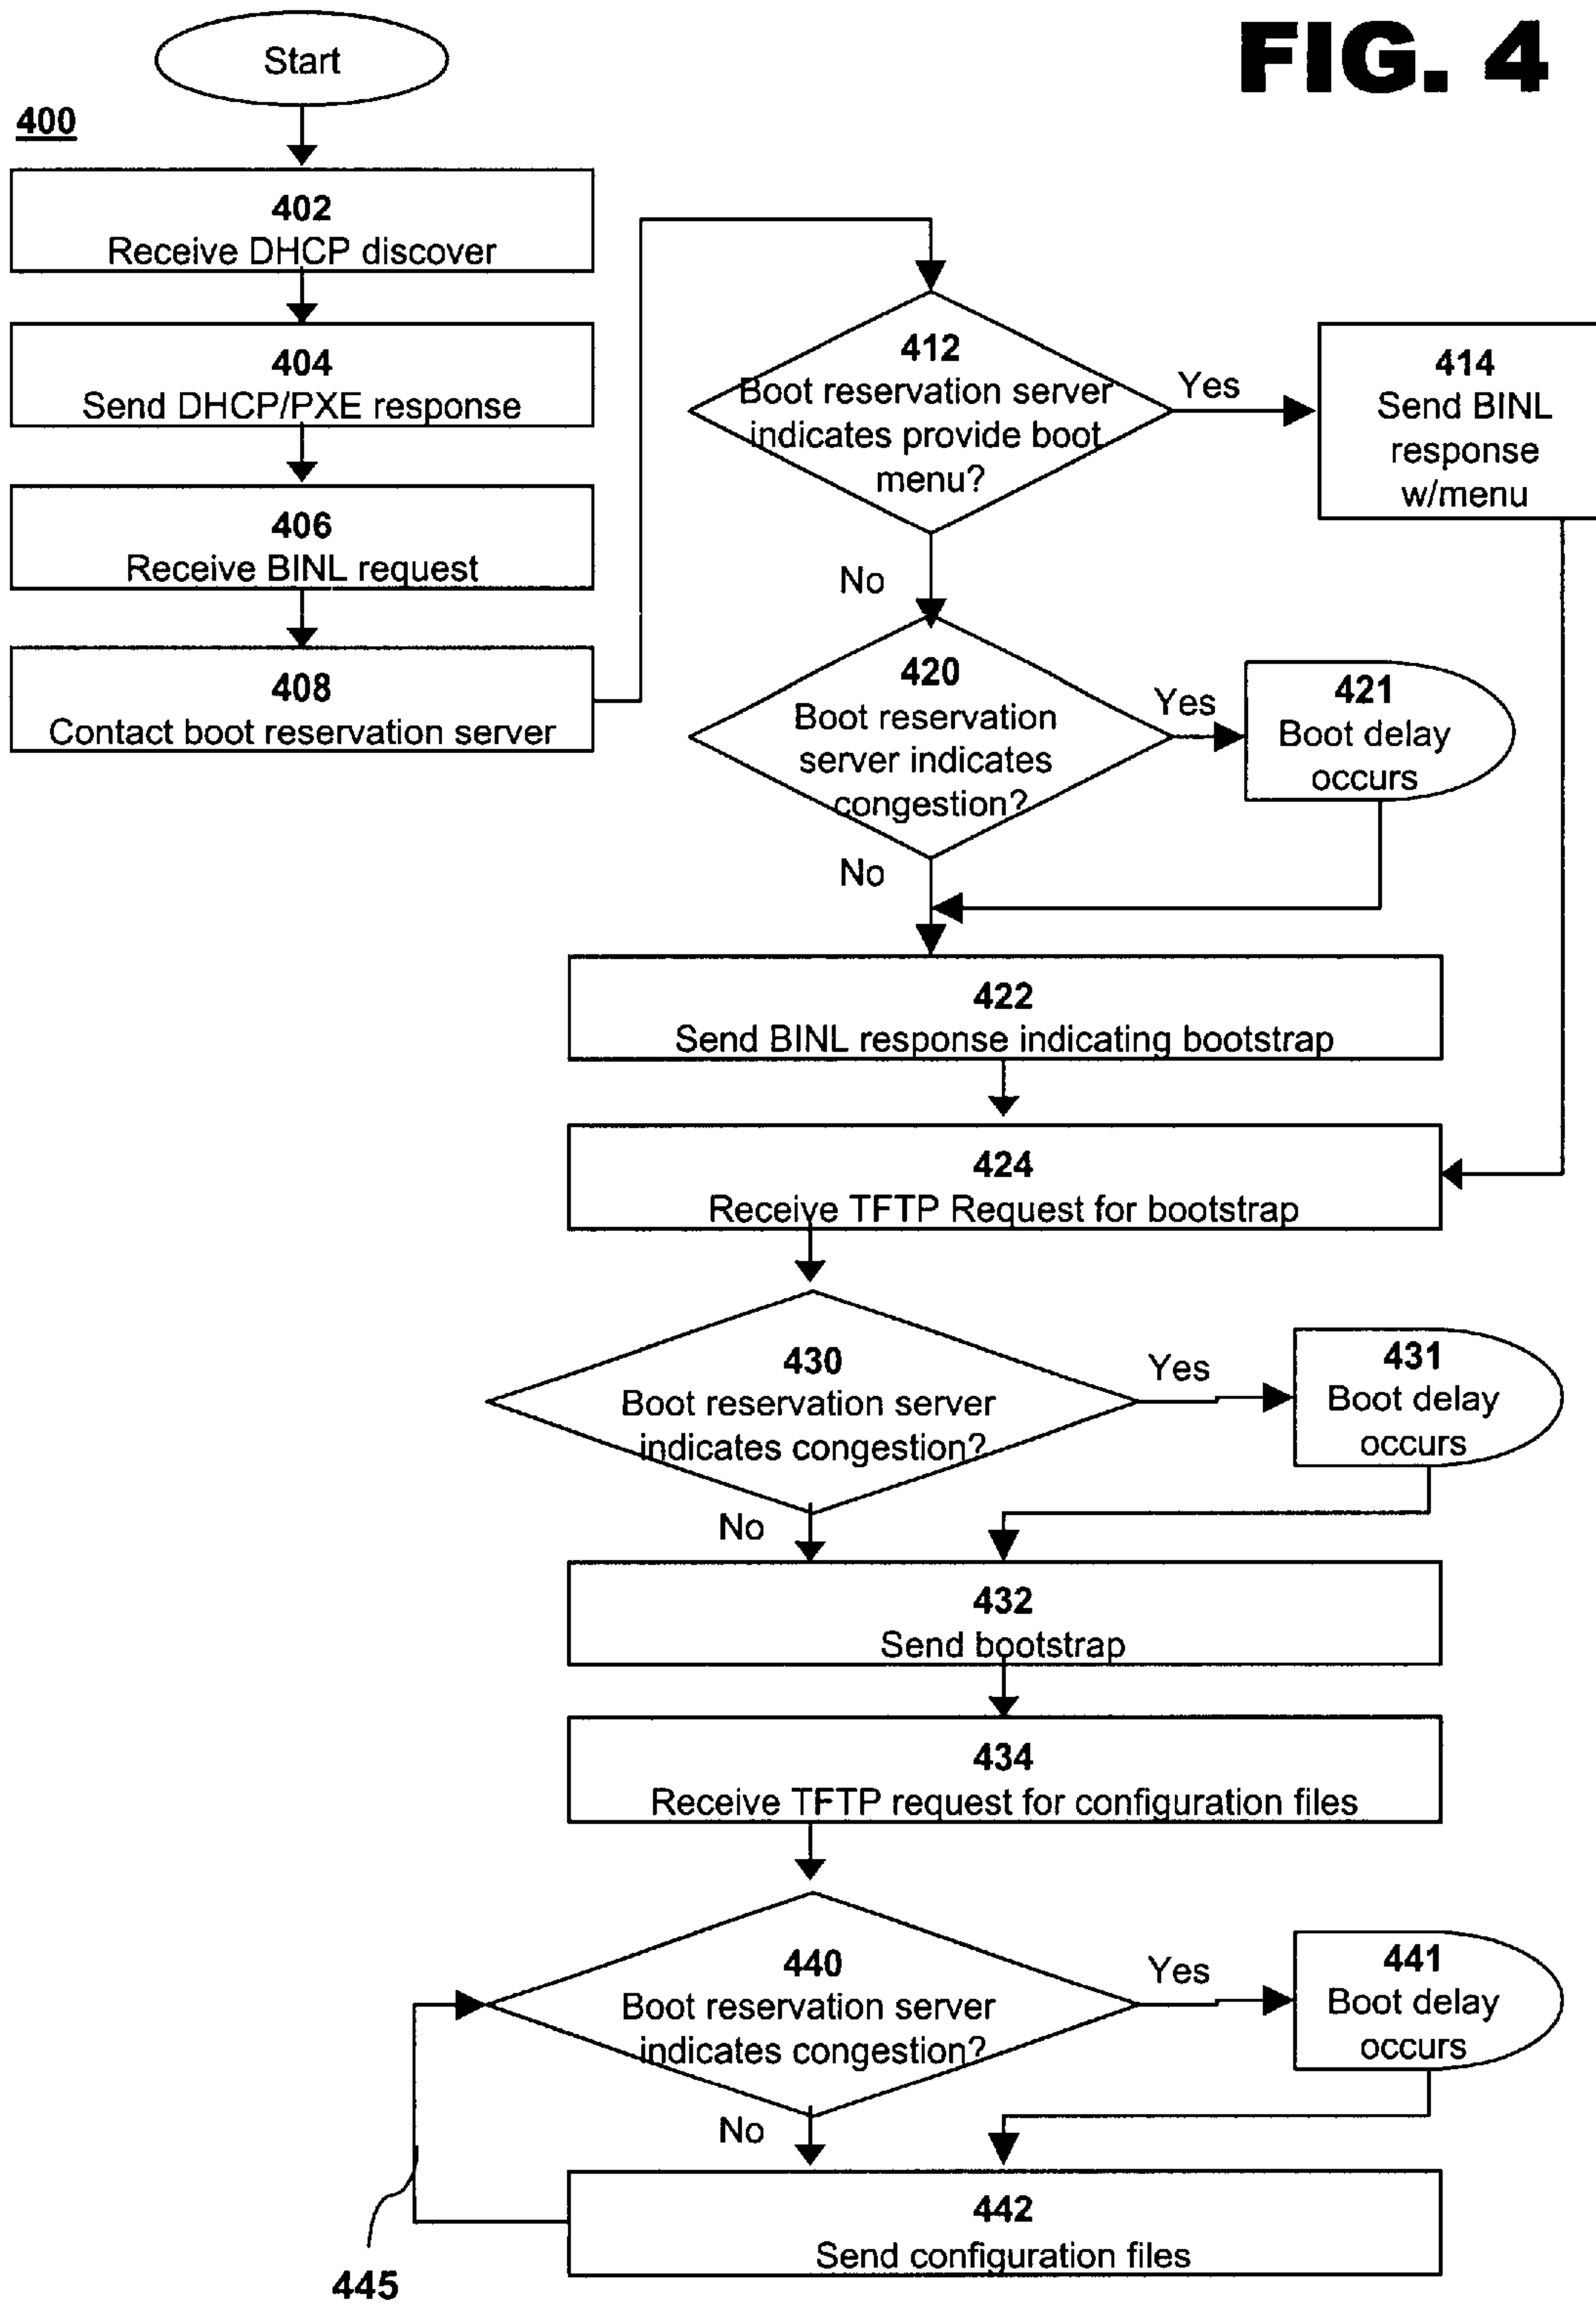 FIG. 4
Start
400
402
Receive DHCP discover
404
Send DHCP/PXE response
406
Receive BINL request
408
Contact boot reservation server
412
Boot reservation server
indicates provide boot
menu?
Yes
414
Send BINL
response
w/menu
No
420
Boot reservation
server indicates
congestion?
Yes
421
Boot delay
occurs
No
422
Send BINL response indicating bootstrap
424
Receive TFTP Request for bootstrap
430
Boot reservation server
indicates congestion?
Yes
431
Boot delay
occurs
No
432
Send bootstrap
434
Receive TFTP request for configuration files
440
Boot reservation server
indicates congestion?
Yes
441
Boot delay
occurs
No
442
Send configuration files
445